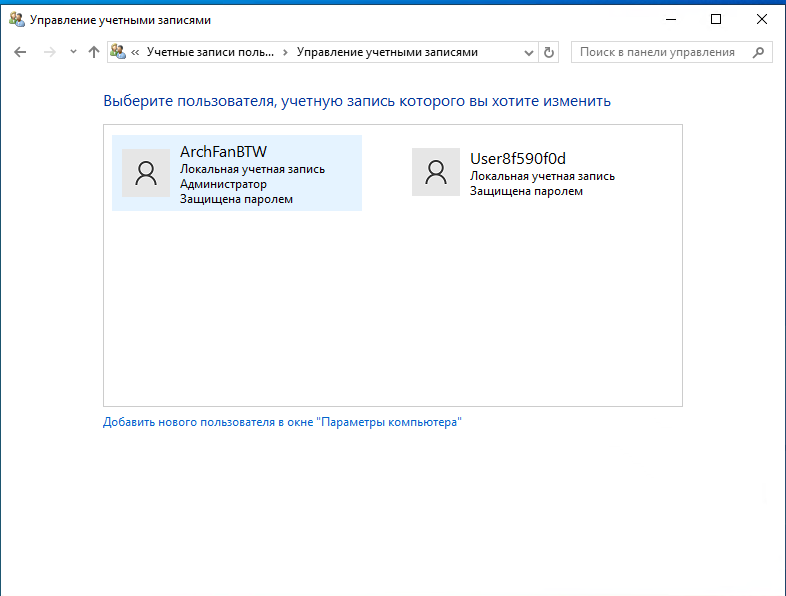 Управление учетными записями
« Учетные записи поль... › Управление учетными записями
Поиск в панели управления
Выберите пользователя, учетную запись которого вы хотите изменить
ArchFanBTW
Локальная учетная запись
Администратор
Защищена паролем
User8f590f0d
Локальная учетная запись
Защищена паролем
Добавить нового пользователя в окне "Параметры компьютера"